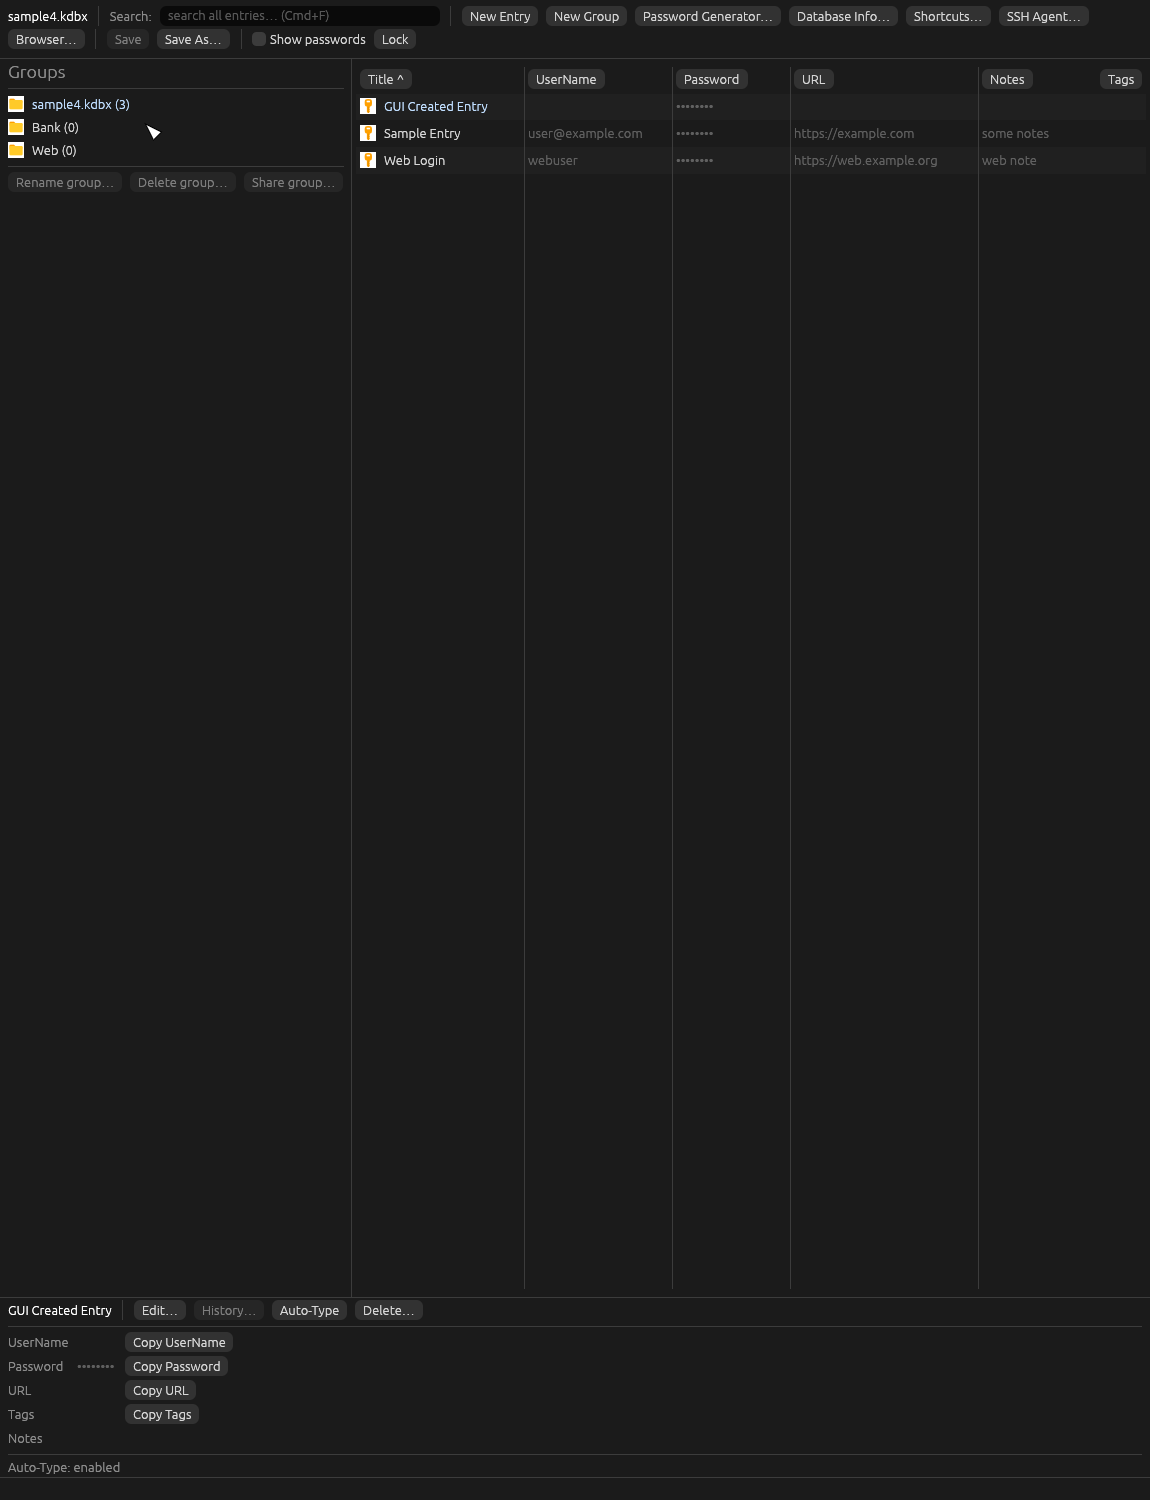 sample4.kdbx Search: search all entries... (Cmd+F) New Entry New Group Password Generator... Database Info... Shortcuts... SSH Agent...
Browser... Save Save As... Show passwords Lock
Groups
sample4.kdbx (3)
Bank (0)
Web (0)
Rename group... Delete group... Share group...
Title ^ UserName Password URL Notes Tags
GUI Created Entry ••••••••
Sample Entry user@example.com •••••••• https://example.com some notes
Web Login webuser •••••••• https://web.example.org web note
GUI Created Entry Edit... History... Auto-Type Delete...
UserName Copy UserName
Password •••••••• Copy Password
URL Copy URL
Tags Copy Tags
Notes
Auto-Type: enabled